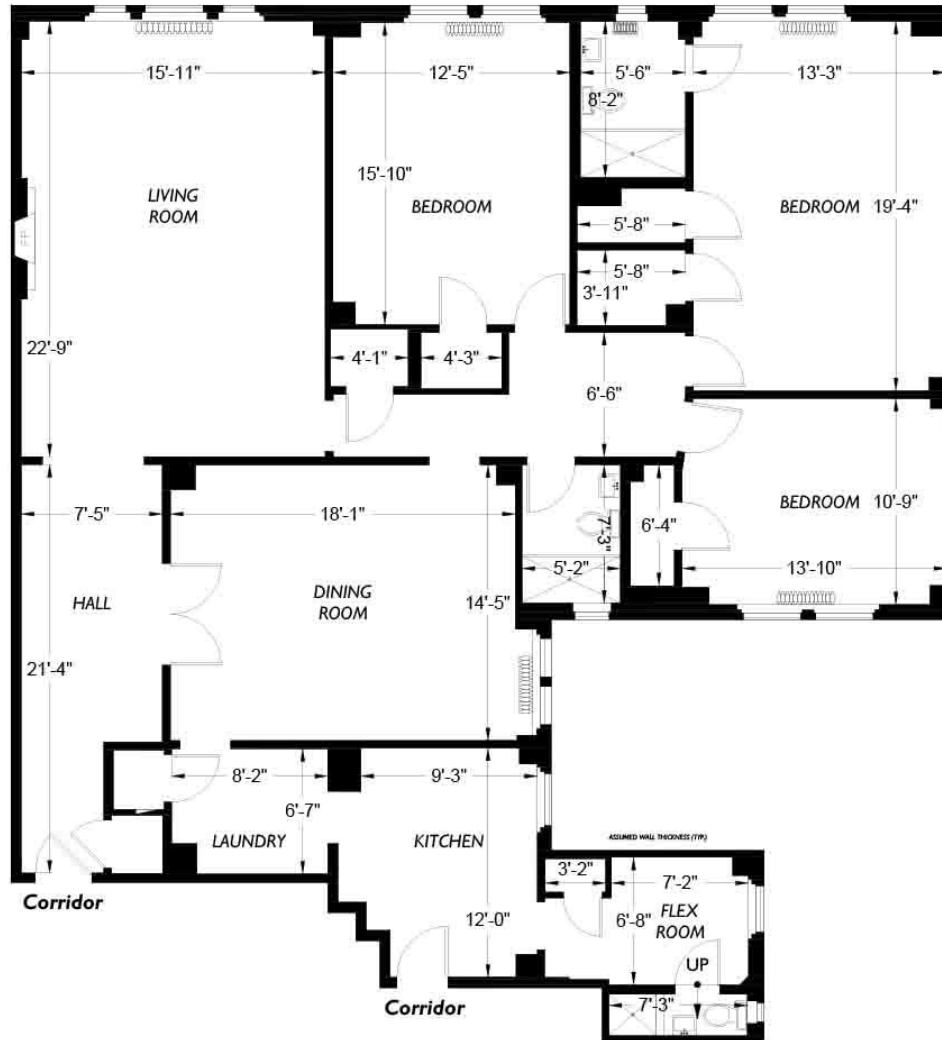 15'-11"
12'-5"
5'-6"
13'-3"
8'-2"
15'-10"
LIVING
ROOM
BEDROOM
BEDROOM 19'-4"
5'-8"
FP
5'-8"
3'-11"
22'-9"
4'-1"
4'-3"
6'-6"
BEDROOM 10'-9"
7'-5"
18'-1"
7'-3"
6'-4"
5'-2"
13'-10"
HALL
DINING
ROOM
14'-5"
21'-4"
8'-2"
9'-3"
6'-7"
LAUNDRY
KITCHEN
ASSUMED WALL THICKNESS (TYP.)
3'-2"
7'-2"
Corridor
12'-0"
6'-8"
FLEX
ROOM
UP
Corridor
7'-3"